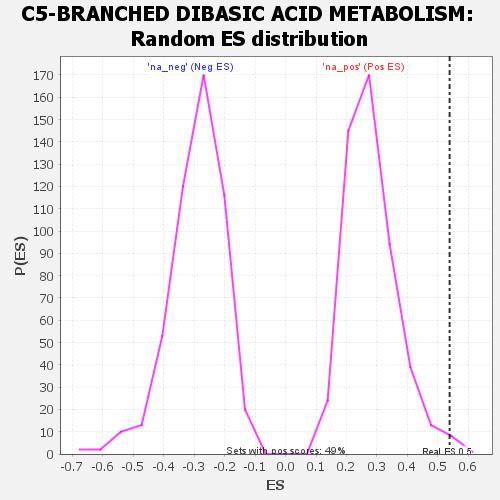 C5-BRANCHED DIBASIC ACID METABOLISM:
Random ES distribution
'na_neg' (Neg ES) 'na_pos' (Pos ES)
170
160
150
140
130
120
110
100
90
80
70
60
50
40
30
20
10
0
P(ES)
Sets with pos scores: 49%
Real ES 0.5
-0.7 -0.6 -0.5 -0.4 -0.3 -0.2 -0.1 0.0 0.1 0.2 0.3 0.4 0.5 0.6
ES